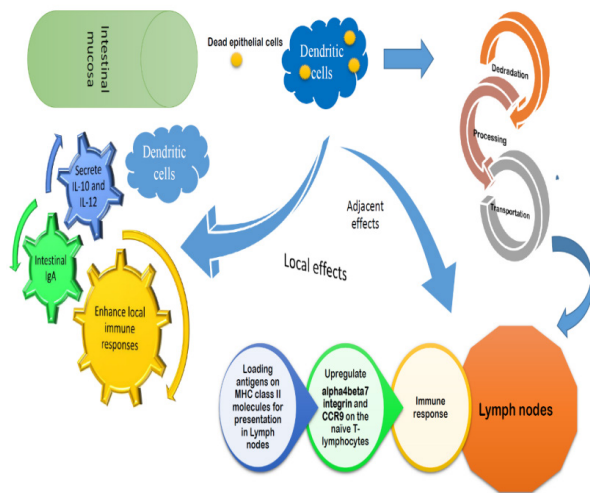 Intestinal
mucosa
Dead epithelial cells
Dendritic
cells
Dedradation
Processing
Transportation
Dendritic
cells
Secrete
IL-10 and
IL-12
Intestinal
IgA
Enhance local
immune
responses
Adjacent
effects
Local effects
Loading
antigens on
MHC class II
molecules for
presentation
in Lymph
nodes
Upregulate
alpha4beta7
integrin and
CCR9 on the
naïve T-
lymphocytes
Immune
response
Lymph nodes